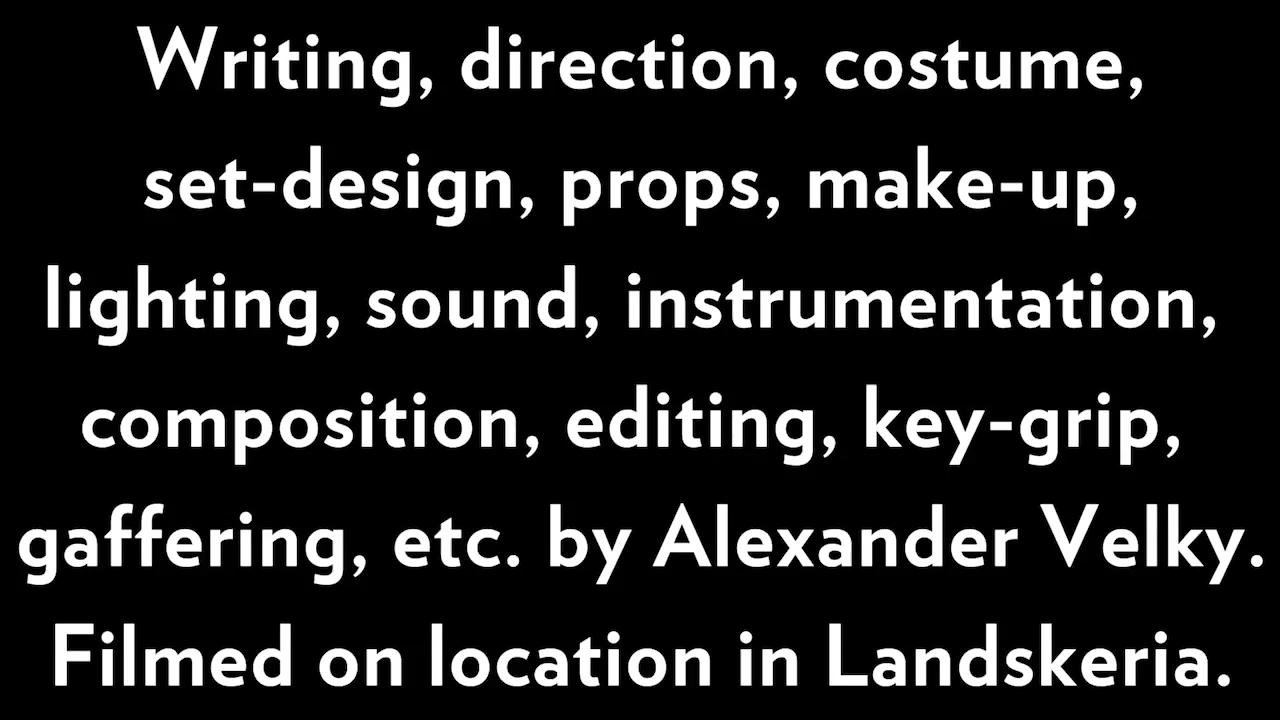 Writing, direction, costume,
set-design, props, make-up,
lighting, sound, instrumentation,
composition, editing, key-grip,
gaffering, etc. by Alexander Velky.
Filmed on location in Landskeria.